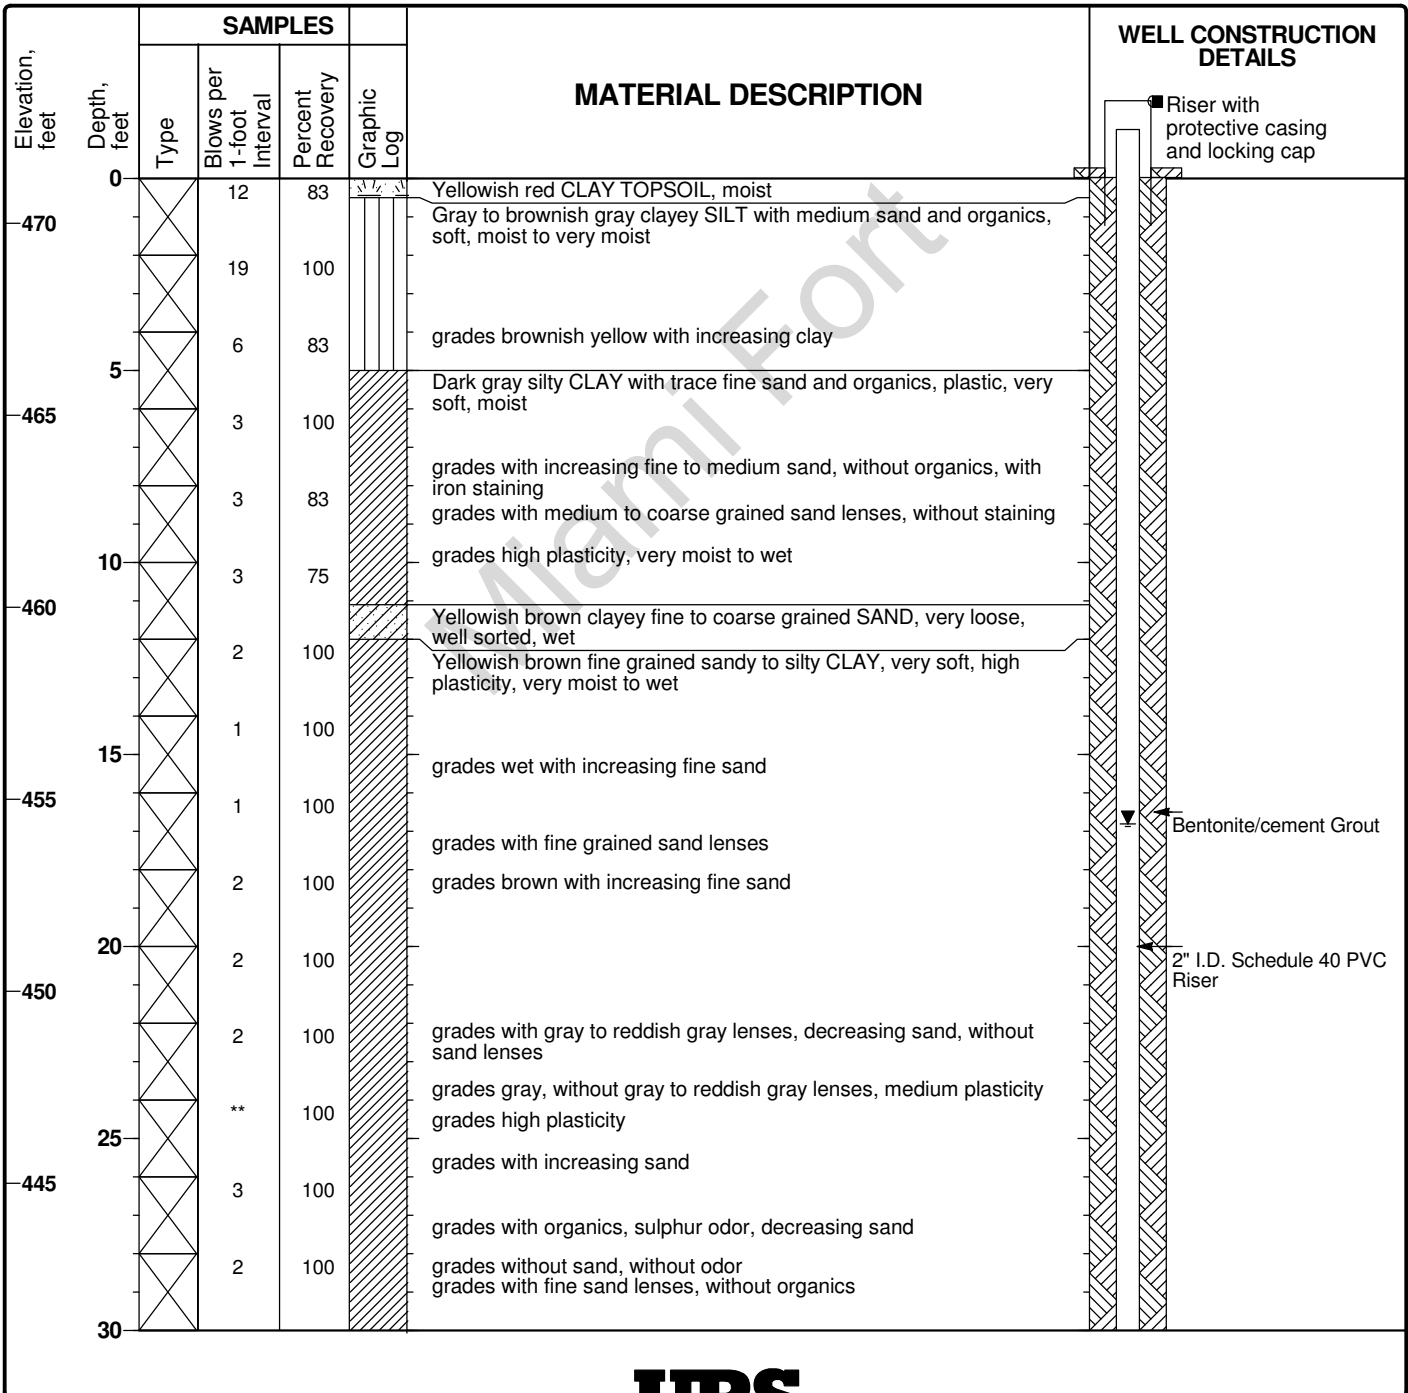 SAMPLES
WELL CONSTRUCTION
DETAILS
Elevation,
feet
Depth,
feet
Type
Blows per
1-foot
Interval
Percent
Recovery
Graphic
Log
MATERIAL DESCRIPTION
Riser with
protective casing
and locking cap
0
12 83 Yellowish red CLAY TOPSOIL, moist
470
Gray to brownish gray clayey SILT with medium sand and organics,
soft, moist to very moist
19 100
6 83 grades brownish yellow with increasing clay
5
Dark gray silty CLAY with trace fine sand and organics, plastic, very
soft, moist
465
3 100
grades with increasing fine to medium sand, without organics, with
iron staining
3 83
grades with medium to coarse grained sand lenses, without staining
10
grades high plasticity, very moist to wet
3 75
460
Yellowish brown clayey fine to coarse grained SAND, very loose,
well sorted, wet
2 100
Yellowish brown fine grained sandy to silty CLAY, very soft, high
plasticity, very moist to wet
1 100
15
grades wet with increasing fine sand
455
1 100
Bentonite/cement Grout
grades with fine grained sand lenses
2 100 grades brown with increasing fine sand
20
2 100
2" I.D. Schedule 40 PVC
Riser
450
2 100
grades with gray to reddish gray lenses, decreasing sand, without
sand lenses
grades gray, without gray to reddish gray lenses, medium plasticity
** 100
grades high plasticity
25
grades with increasing sand
445
3 100
grades with organics, sulphur odor, decreasing sand
2 100 grades without sand, without odor
grades with fine sand lenses, without organics
30
Miami Fort
URS